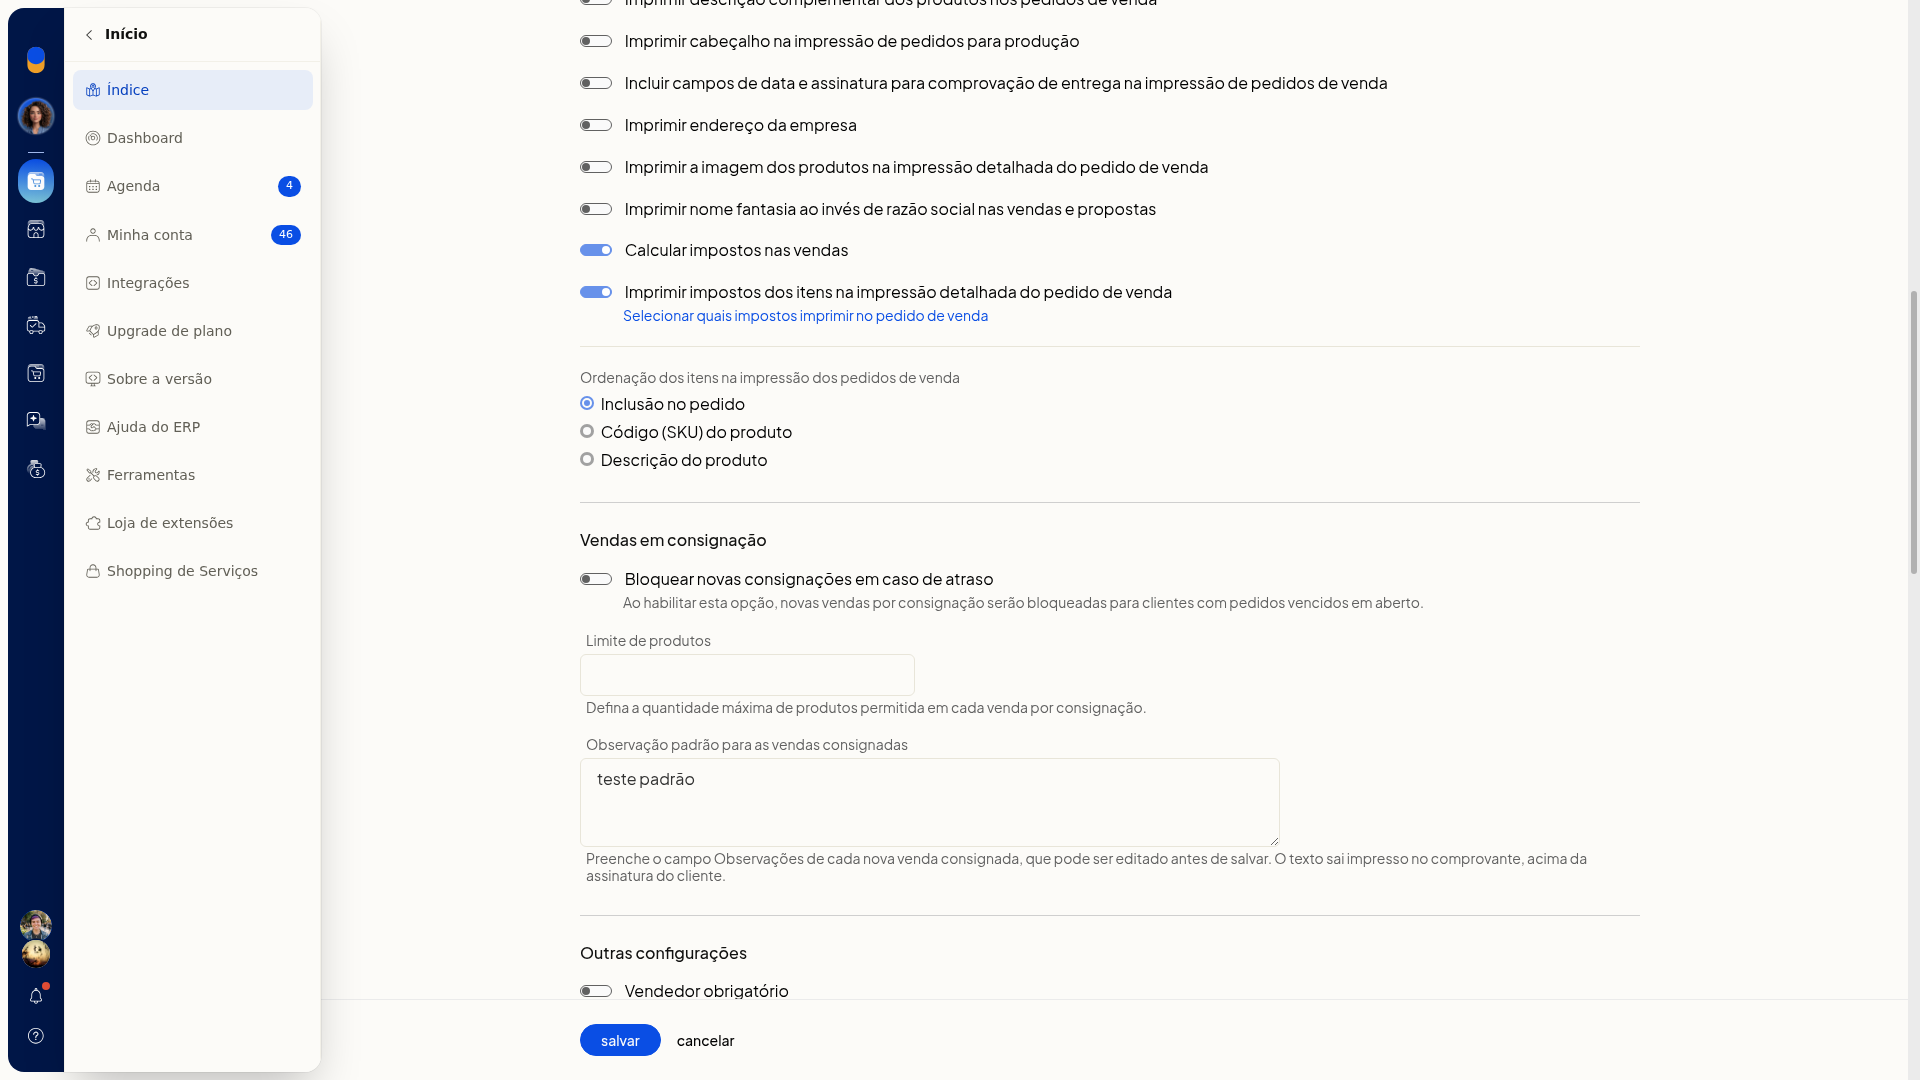 Início
Índice
Dashboard
Agenda
4
Minha conta
46
Integrações
Upgrade de plano
Sobre a versão
Ajuda do ERP
Ferramentas
Loja de extensões
Shopping de Serviços
Imprimir descrição complementar dos produtos nos pedidos de venda
Imprimir cabeçalho na impressão de pedidos para produção
Incluir campos de data e assinatura para comprovação de entrega na impressão de pedidos de venda
Imprimir endereço da empresa
Imprimir a imagem dos produtos na impressão detalhada do pedido de venda
Imprimir nome fantasia ao invés de razão social nas vendas e propostas
Calcular impostos nas vendas
Imprimir impostos dos itens na impressão detalhada do pedido de venda
Selecionar quais impostos imprimir no pedido de venda
Ordenação dos itens na impressão dos pedidos de venda
Inclusão no pedido
Código (SKU) do produto
Descrição do produto
Vendas em consignação
Bloquear novas consignações em caso de atraso
Ao habilitar esta opção, novas vendas por consignação serão bloqueadas para clientes com pedidos vencidos em aberto.
Limite de produtos
Defina a quantidade máxima de produtos permitida em cada venda por consignação.
Observação padrão para as vendas consignadas
teste padrão
Preenche o campo Observações de cada nova venda consignada, que pode ser editado antes de salvar. O texto sai impresso no comprovante, acima da
assinatura do cliente.
Outras configurações
Vendedor obrigatório
salvar
cancelar